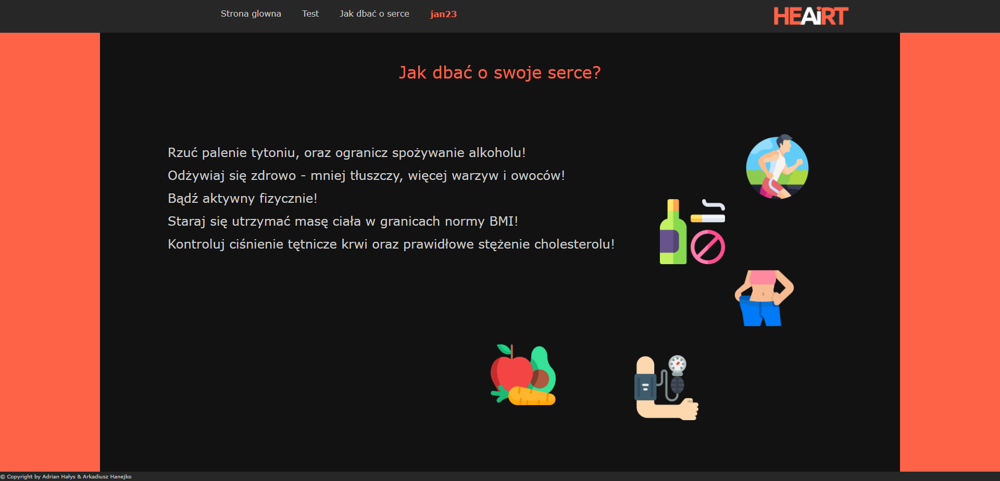 Strona glowna Test Jak dbać o serce jan23 HEAiRT
Jak dbać o swoje serce?
Rzuć palenie tytoniu, oraz ogranicz spożywanie alkoholu!
Odżywiaj się zdrowo - mniej tłuszczy, więcej warzyw i owoców!
Bądź aktywny fizycznie!
Staraj się utrzymać masę ciała w granicach normy BMI!
Kontroluj ciśnienie tętnicze krwi oraz prawidłowe stężenie cholesterolu!
© Copyright by Adrian Hałys & Arkadiusz Hanejko